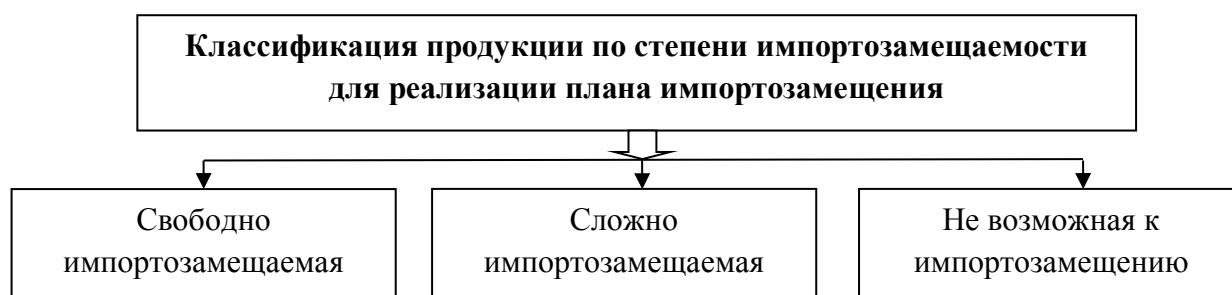 Классификация продукции по степени импортозамещаемости
для реализации плана импортозамещения
Свободно
импортозамещаемая
Сложно
импортозамещаемая
Не возможная к
импортозамещению